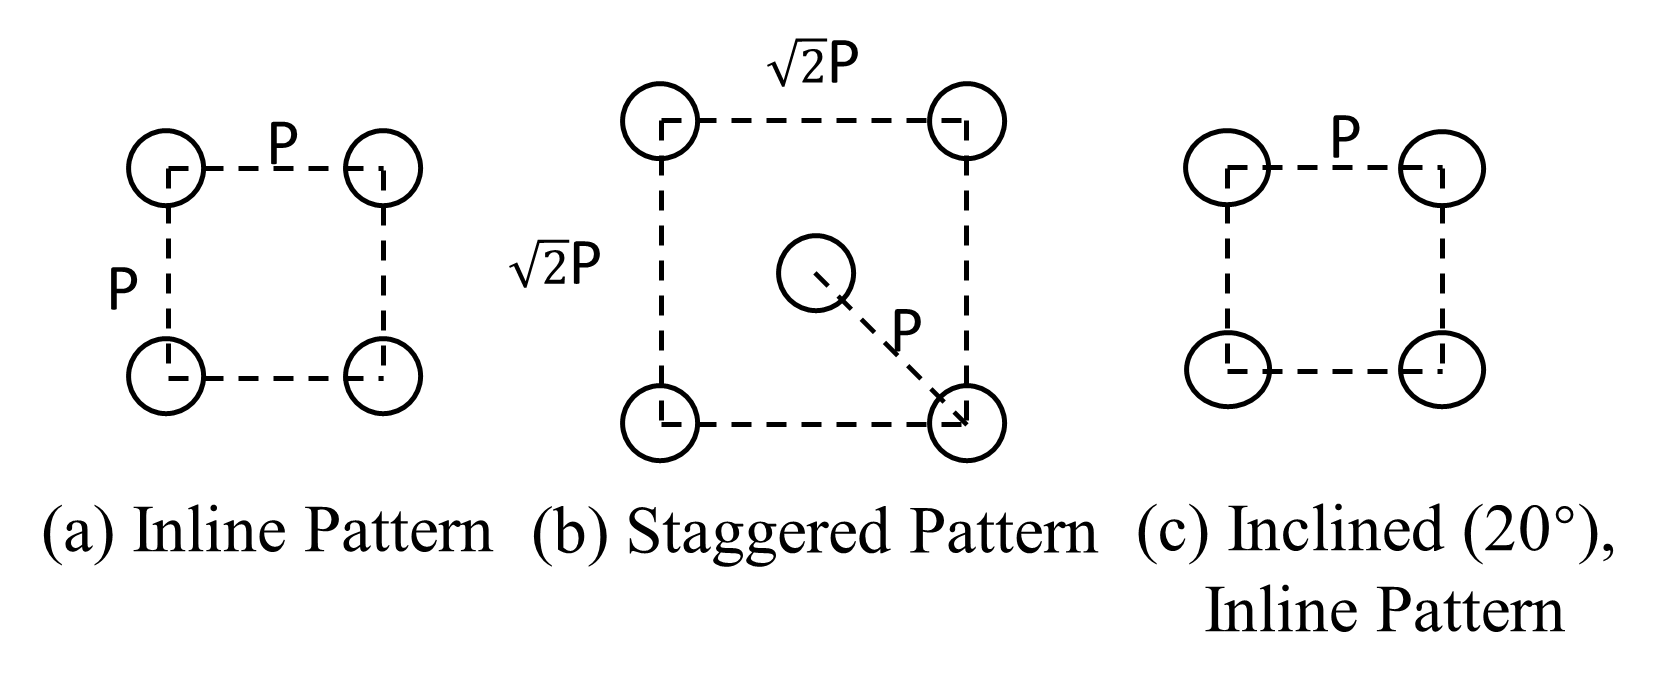 P
P
√2P
√2P
P
P
(a) Inline Pattern
(b) Staggered Pattern
(c) Inclined (20°),
Inline Pattern